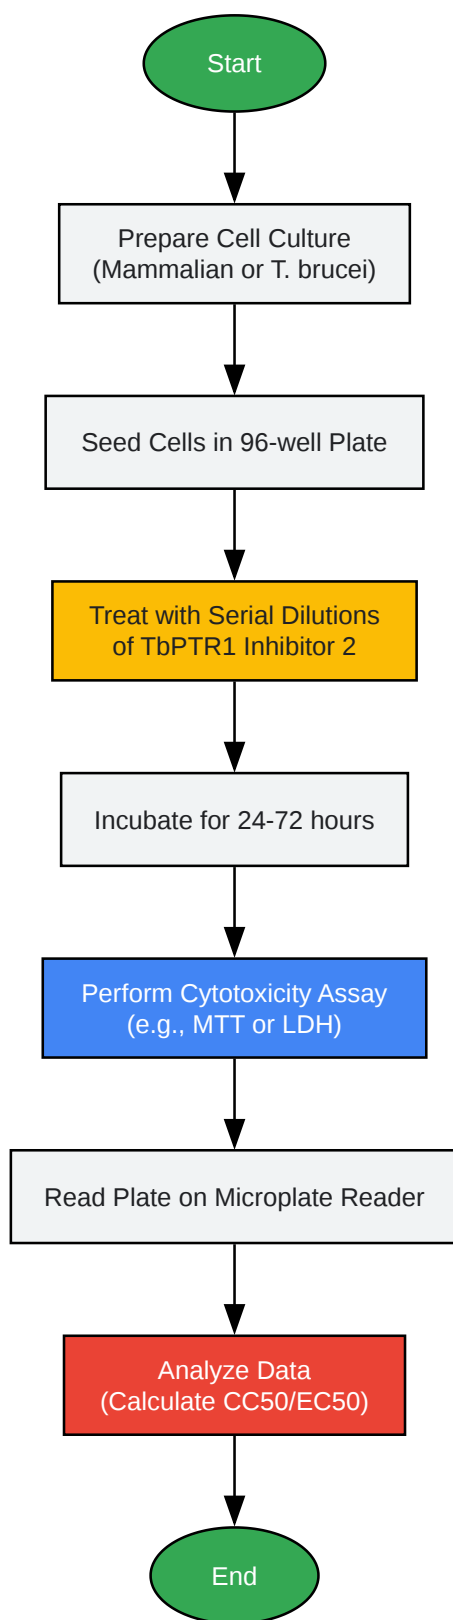 Start
Prepare Cell Culture
(Mammalian or T. brucei)
Seed Cells in 96-well Plate
Treat with Serial Dilutions
of TbPTR1 Inhibitor 2
Incubate for 24-72 hours
Perform Cytotoxicity Assay
(e.g., MTT or LDH)
Read Plate on Microplate Reader
Analyze Data
(Calculate CC50/EC50)
End